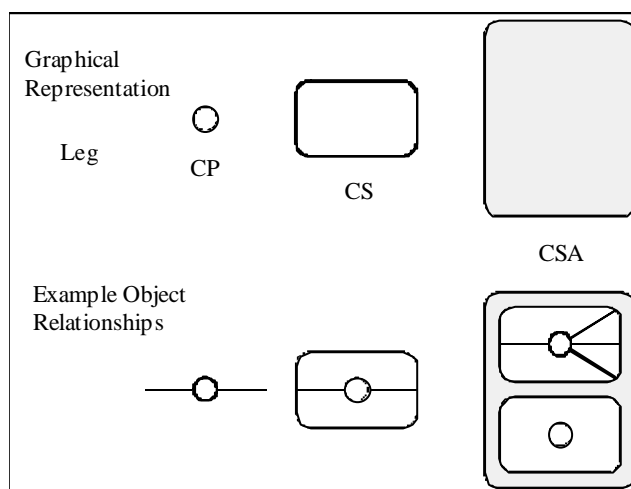 Graphical
Representation
Leg
CP
CS
CSA
Example Object
Relationships